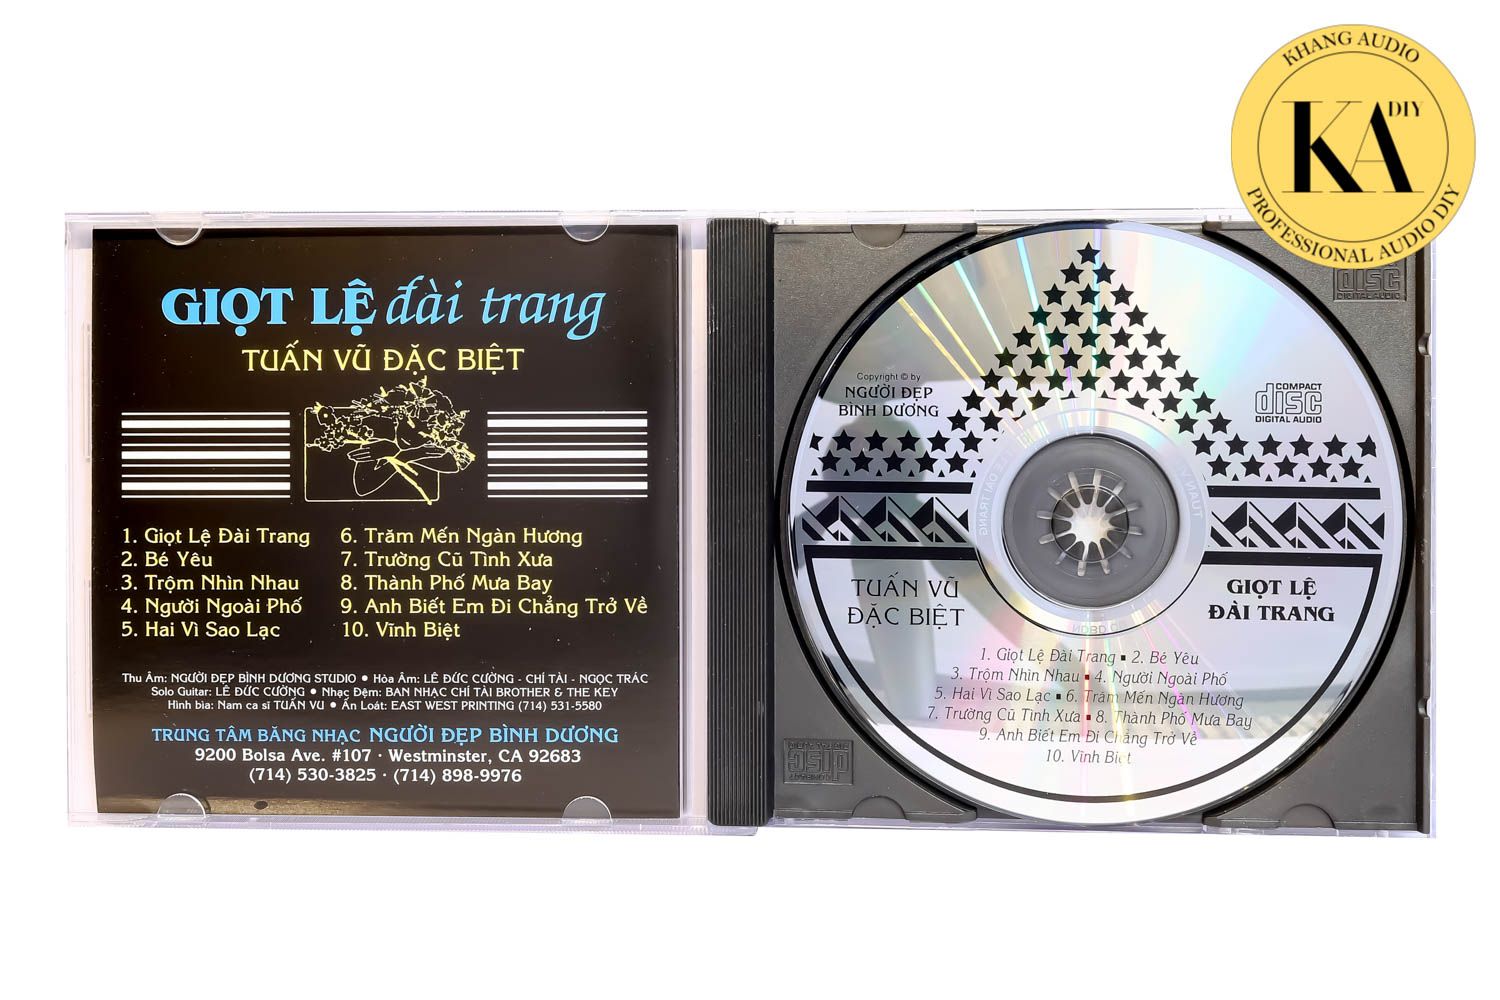 KHANG AUDIO
KA DIY
PROFESSIONAL AUDIO DIY
GIỌT LỆ đài trang
TUẤN VŨ ĐẶC BIỆT
1. Giọt Lệ Đài Trang
2. Bé Yêu
3. Trộm Nhìn Nhau
4. Người Ngoài Phố
5. Hai Vì Sao Lạc
6. Trăm Mến Ngàn Hương
7. Trường Cũ Tình Xưa
8. Thành Phố Mưa Bay
9. Anh Biết Em Đi Chẳng Trở Về
10. Vĩnh Biệt
Thu Âm: NGƯỜI ĐẸP BÌNH DƯƠNG STUDIO • Hòa Âm: LÊ ĐỨC CƯỜNG - CHÍ TÀI - NGỌC TRÁC
Solo Guitar: LÊ ĐỨC CƯỜNG • Nhạc Đệm: BAN NHẠC CHÍ TÀI BROTHER & THE KEY
Hình bìa: Nam ca sĩ TUẤN VU • Ấn Loát: EAST WEST PRINTING (714) 531-5580
TRUNG TÂM BĂNG NHẠC NGƯỜI ĐẸP BÌNH DƯƠNG
9200 Bolsa Ave. #107 · Westminster, CA 92683
(714) 530-3825 · (714) 898-9976
Copyright © by
NGƯỜI ĐẸP
BÌNH DƯƠNG
COMPACT
disc
DIGITAL AUDIO
TUẤN VŨ
ĐẶC BIỆT
GIỌT LỆ
ĐÀI TRANG
1. Giọt Lệ Đài Trang ▪ 2. Bé Yêu
3. Trộm Nhìn Nhau ▪ 4. Người Ngoài Phố
5. Hai Vì Sao Lạc ▪ 6. Trăm Mến Ngàn Hương
7. Trường Cũ Tình Xưa ▪ 8. Thành Phố Mưa Bay
9. Anh Biết Em Đi Chẳng Trở Về
10. Vĩnh Biệt
disc
DIGITAL AUDIO